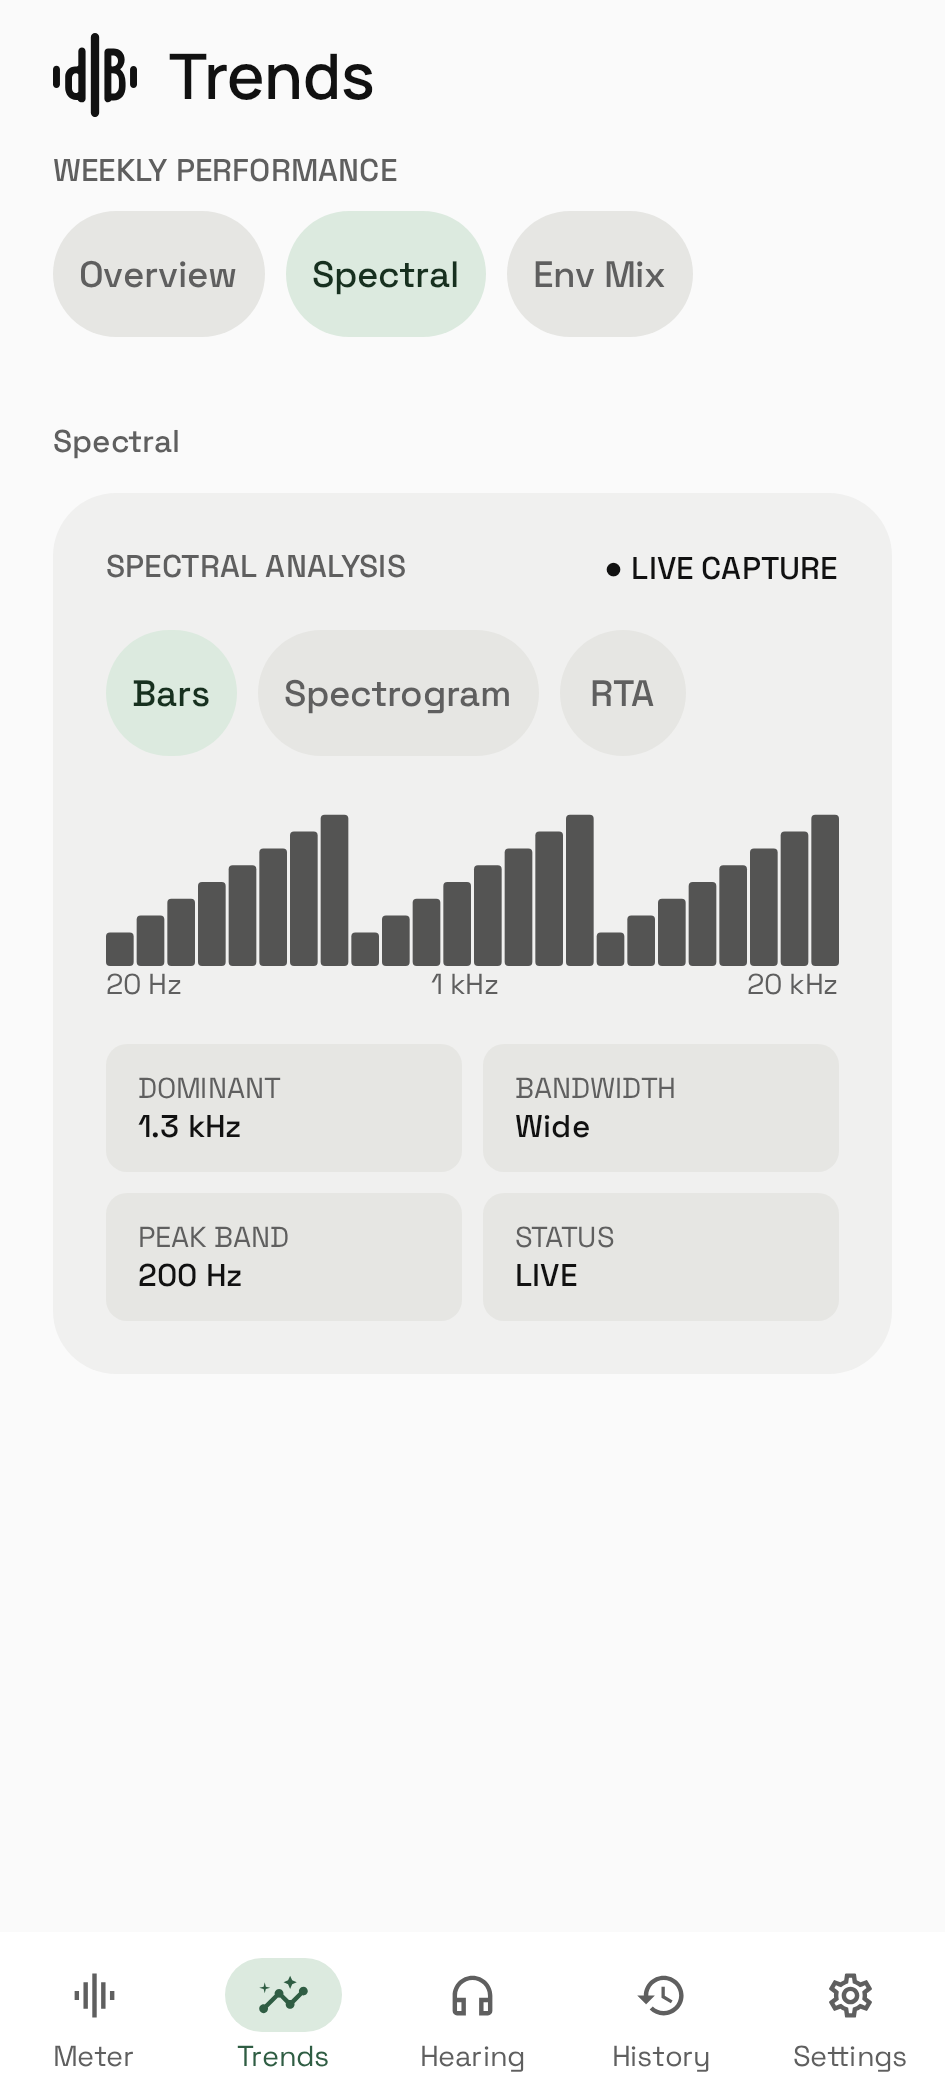 dB Trends
WEEKLY PERFORMANCE
Overview Spectral Env Mix
Spectral
SPECTRAL ANALYSIS ● LIVE CAPTURE
Bars Spectrogram RTA
20 Hz 1 kHz 20 kHz
DOMINANT BANDWIDTH
1.3 kHz Wide
PEAK BAND STATUS
200 Hz LIVE
Meter Trends Hearing History Settings